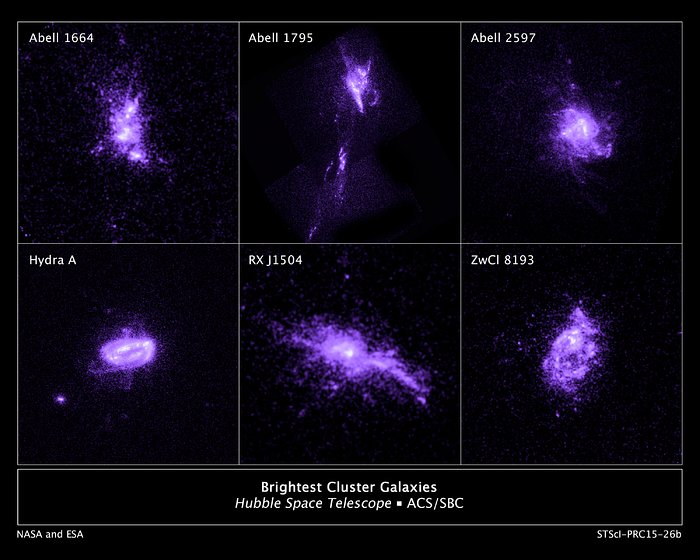 Abell 1664
Abell 1795
Abell 2597
Hydra A
RX J1504
ZwCl 8193
Brightest Cluster Galaxies
Hubble Space Telescope ▪ ACS/SBC
NASA and ESA
STScI-PRC15-26b